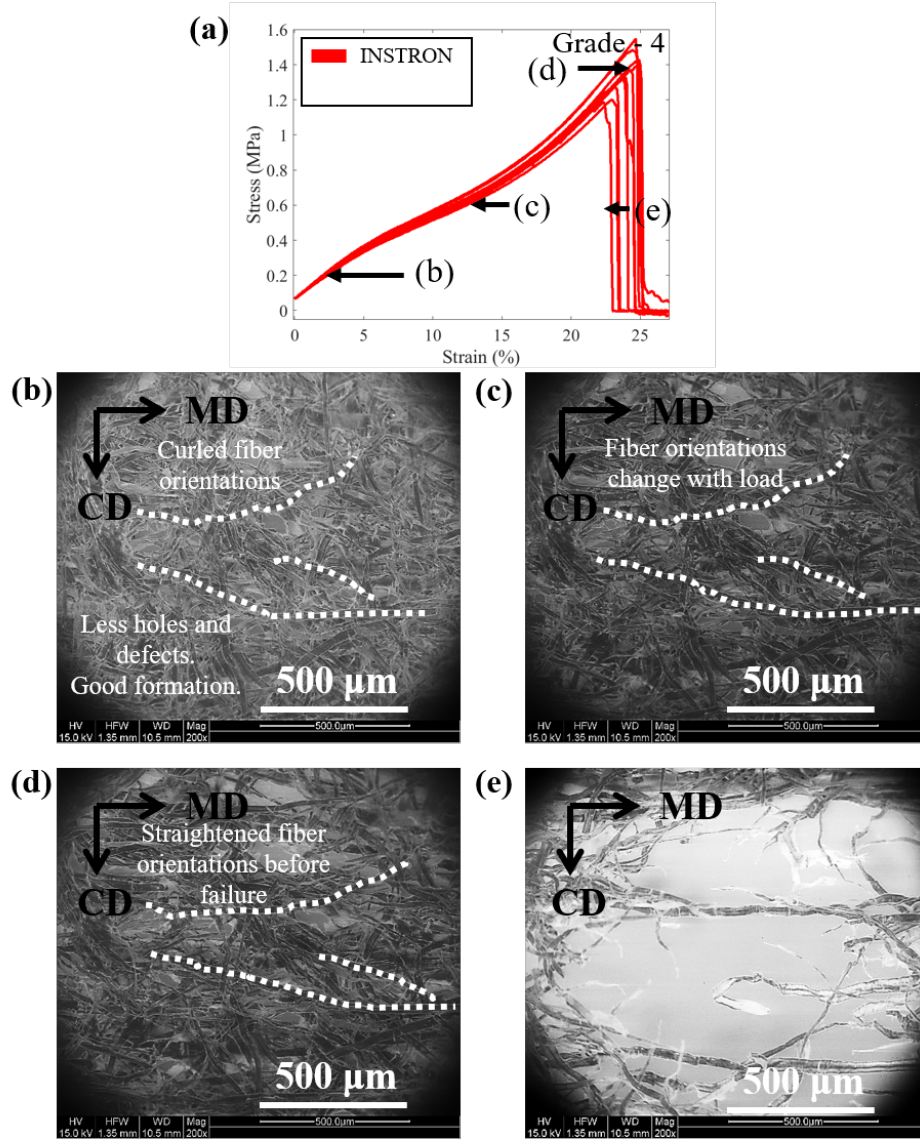 (a)
1.6
1.4
1.2
1
0.8
0.6
0.4
0.2
0
Stress (MPa)
INSTRON
Grade - 4
(d)
(c)
(e)
(b)
0 5 10 15 20 25
Strain (%)
(b)
MD
CD
Curled fiber
orientations
Less holes and
defects.
Good formation.
500 μm
HV HFW WD Mag 500.0μm
15.0 kV 1.35 mm 10.5 mm 200x
(c)
MD
CD
Fiber orientations
change with load
500 μm
HV HFW WD Mag 500.0μm
15.0 kV 1.35 mm 10.5 mm 200x
(d)
MD
CD
Straightened fiber
orientations before
failure
500 μm
HV HFW WD Mag 500.0μm
15.0 kV 1.35 mm 10.5 mm 200x
(e)
MD
CD
500 μm
HV HFW WD Mag 500.0μm
15.0 kV 1.35 mm 10.5 mm 200x